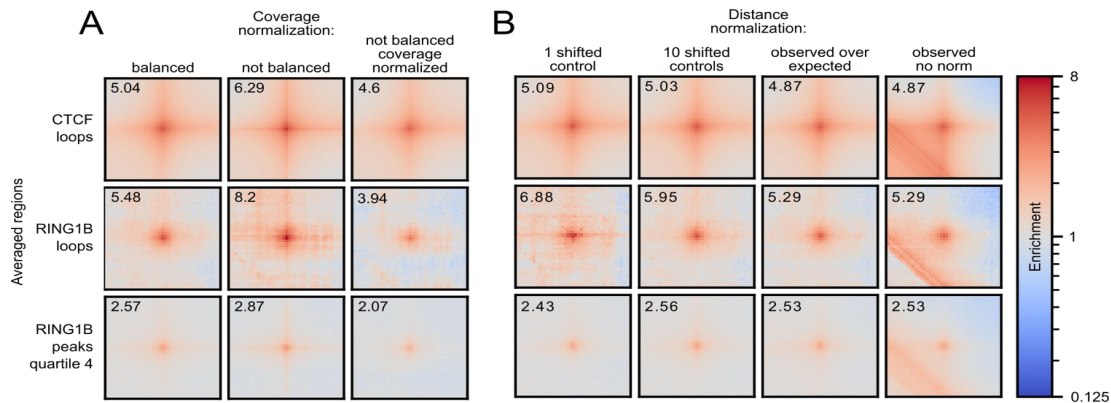 A
Coverage
normalization:
balanced
not balanced
not balanced
coverage
normalized
B
Distance
normalization:
1 shifted
control
10 shifted
controls
observed over
expected
observed
no norm
Averaged regions
CTCF
loops
5.04
6.29
4.6
5.09
5.03
4.87
4.87
RING1B
loops
5.48
8.2
3.94
6.88
5.95
5.29
5.29
RING1B
peaks
quartile 4
2.57
2.87
2.07
2.43
2.56
2.53
2.53
Enrichment
8
1
0.125